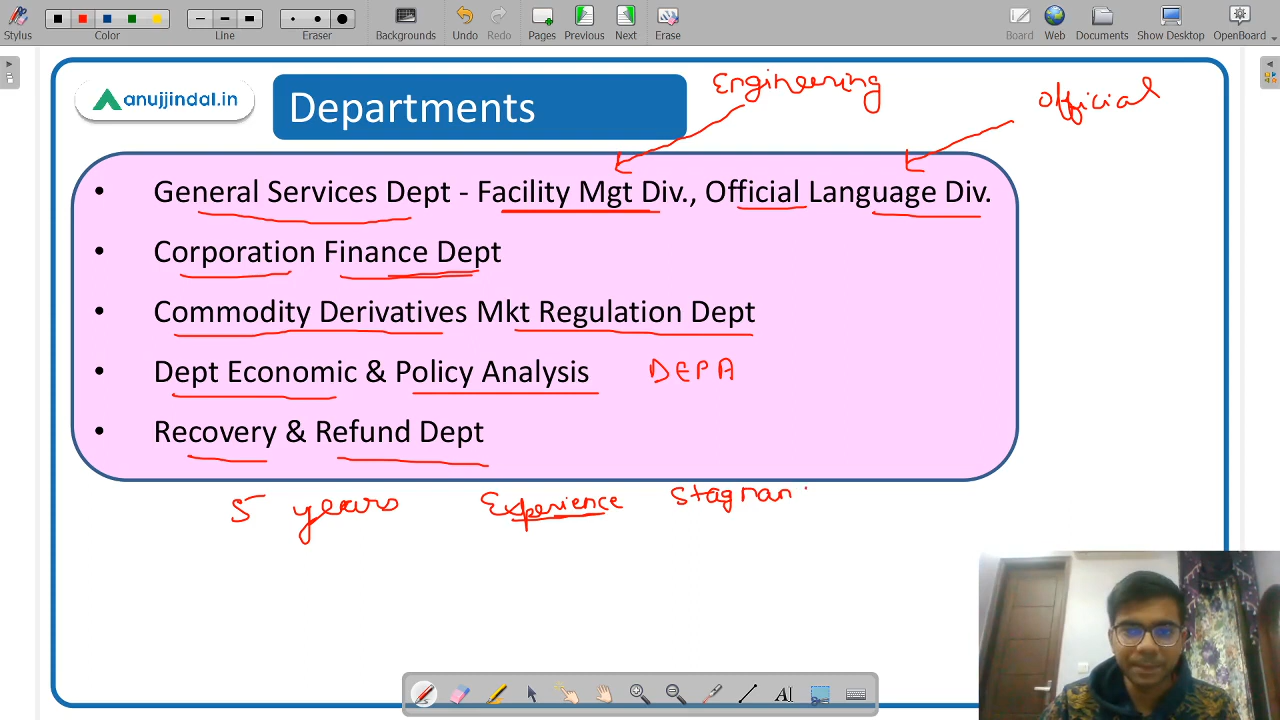 Stylus Color Line Eraser Backgrounds Undo Redo Pages Previous Next Erase Board Web Documents Show Desktop OpenBoard
anujjindal.in
Departments
Engineering
Official
• General Services Dept - Facility Mgt Div., Official Language Div.
• Corporation Finance Dept
• Commodity Derivatives Mkt Regulation Dept
• Dept Economic & Policy Analysis DEPA
• Recovery & Refund Dept
5 years Experience Stagnan